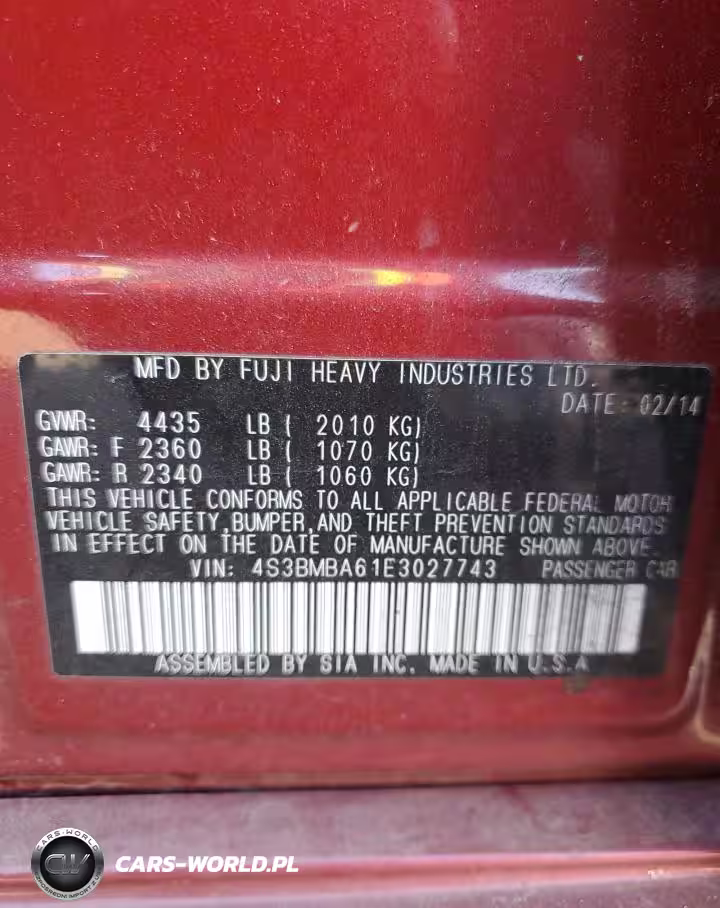 MFD BY FUJI HEAVY INDUSTRIES LTD.
DATE: 02/14
GVWR: 4435 LB ( 2010 KG)
GAWR: F 2360 LB ( 1070 KG)
GAWR: R 2340 LB ( 1060 KG)
THIS VEHICLE CONFORMS TO ALL APPLICABLE FEDERAL MOTOR
VEHICLE SAFETY, BUMPER, AND THEFT PREVENTION STANDARDS
IN EFFECT ON THE DATE OF MANUFACTURE SHOWN ABOVE.
VIN: 4S3BMBA61E3027743 PASSENGER CAR
ASSEMBLED BY SIA INC. MADE IN U.S.A
CARS-WORLD
CW
CARS-WORLD.PL